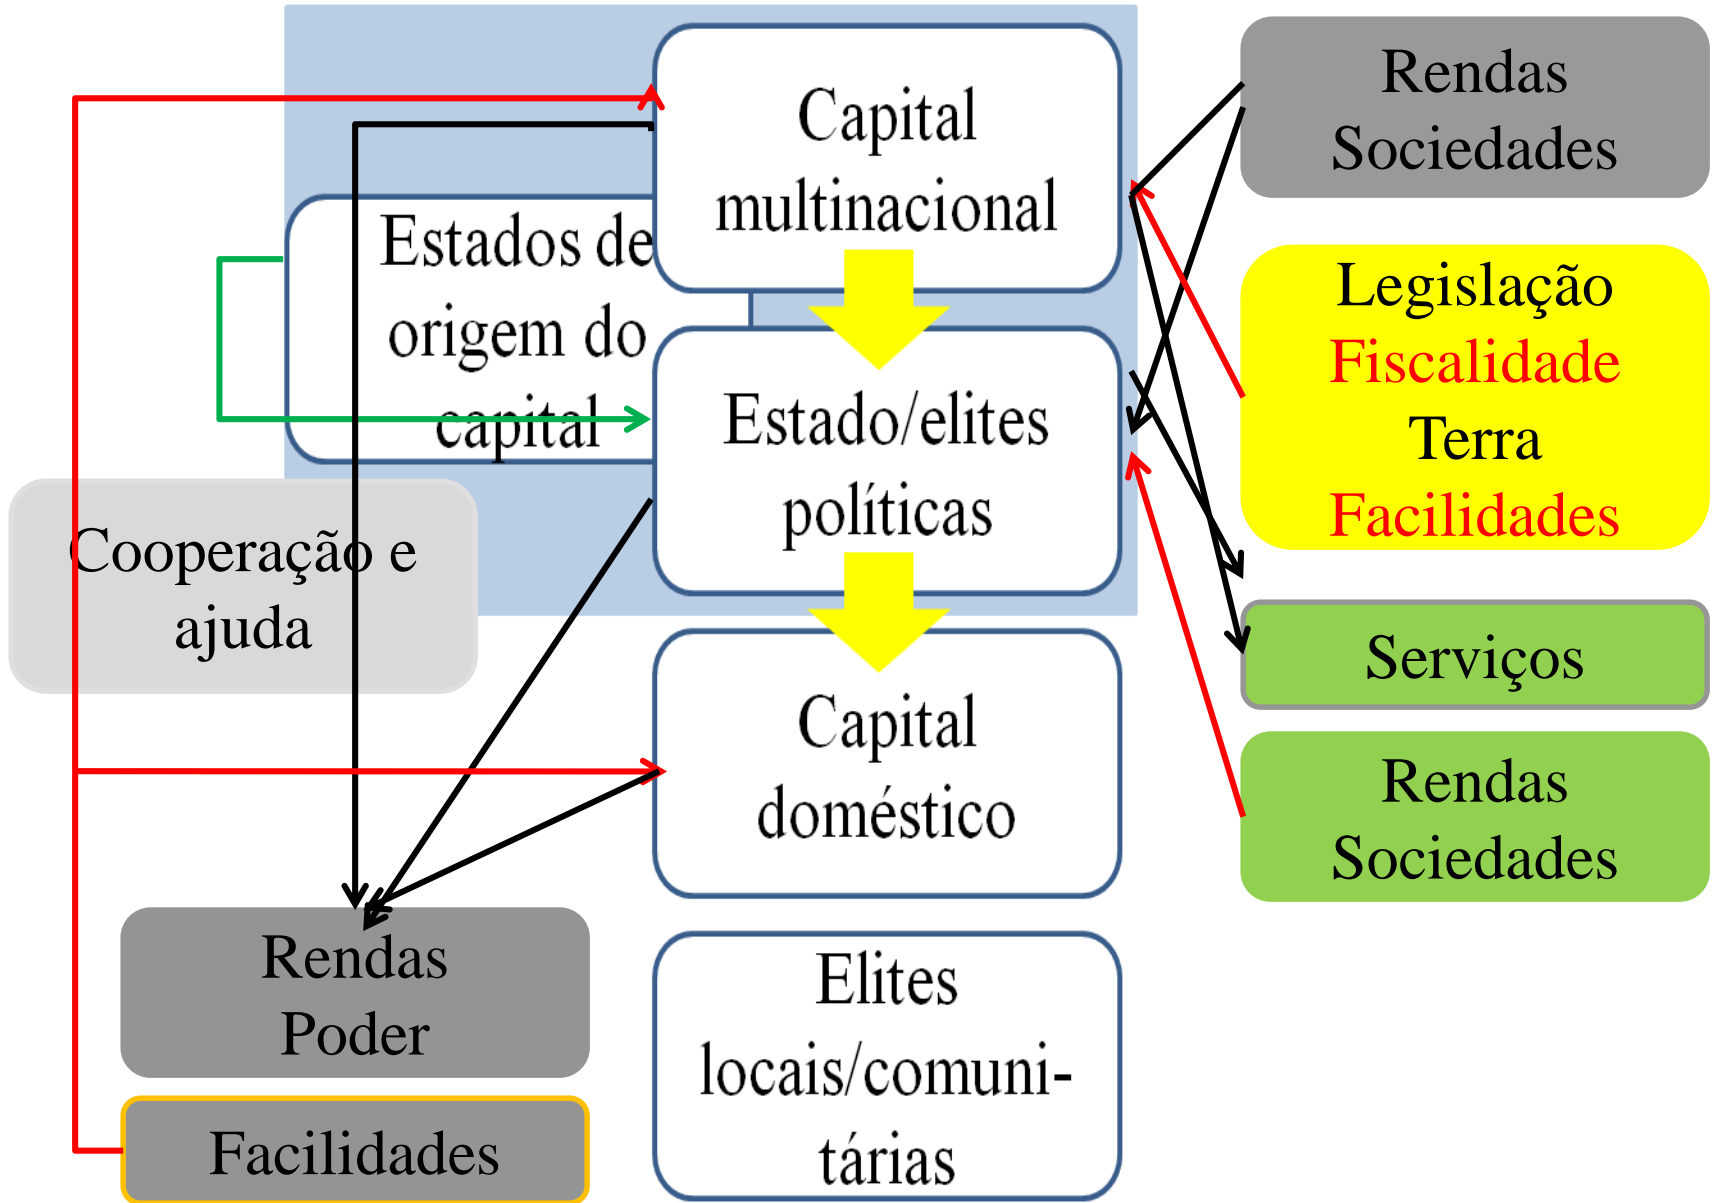 Capital
multinacional
Estados de
origem do
capital
Estado/elites
políticas
Cooperação e
ajuda
Capital
doméstico
Rendas
Poder
Facilidades
Elites
locais/comuni-
tárias
Rendas
Sociedades
Legislação
Fiscalidade
Terra
Facilidades
Serviços
Rendas
Sociedades